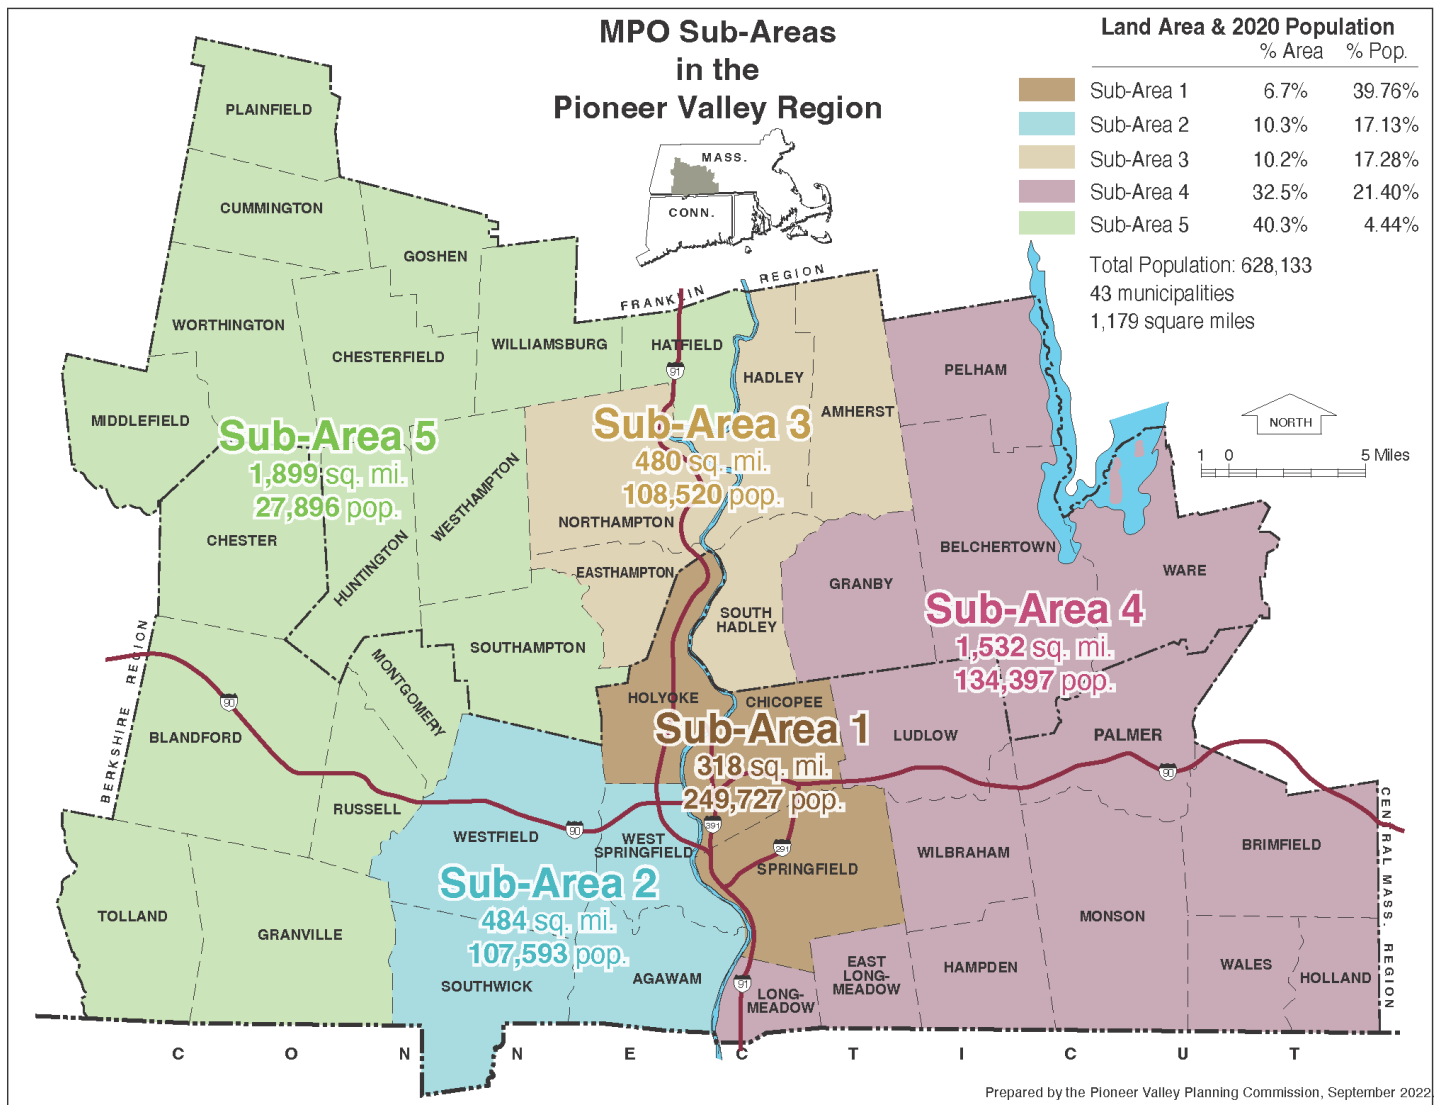 MPO Sub-Areas
in the
Pioneer Valley Region
Land Area & 2020 Population
% Area % Pop.
Sub-Area 1 6.7% 39.76%
Sub-Area 2 10.3% 17.13%
Sub-Area 3 10.2% 17.28%
Sub-Area 4 32.5% 21.40%
Sub-Area 5 40.3% 4.44%
Total Population: 628,133
43 municipalities
1,179 square miles
MASS.
CONN.
NORTH
1 0 5 Miles
FRANKLIN REGION
BERKSHIRE REGION
CENTRAL MASS. REGION
PLAINFIELD
CUMMINGTON
GOSHEN
WORTHINGTON
CHESTERFIELD
WILLIAMSBURG
HATFIELD
91
HADLEY
AMHERST
PELHAM
MIDDLEFIELD
Sub-Area 5
1,899 sq. mi.
27,896 pop.
Sub-Area 3
480 sq. mi.
108,520 pop.
WESTHAMPTON
NORTHAMPTON
CHESTER
HUNTINGTON
EASTHAMPTON
SOUTH
HADLEY
GRANBY
BELCHERTOWN
WARE
Sub-Area 4
1,532 sq. mi.
134,397 pop.
SOUTHAMPTON
MONTGOMERY
HOLYOKE
CHICOPEE
Sub-Area 1
318 sq. mi.
249,727 pop.
90
BLANDFORD
LUDLOW
PALMER
90
RUSSELL
WESTFIELD
90
WEST
SPRINGFIELD
391
291
SPRINGFIELD
WILBRAHAM
BRIMFIELD
Sub-Area 2
484 sq. mi.
107,593 pop.
TOLLAND
GRANVILLE
SOUTHWICK
AGAWAM
91
LONG-
MEADOW
EAST
LONG-
MEADOW
HAMPDEN
MONSON
WALES
HOLLAND
C O N N E C T I C U T
Prepared by the Pioneer Valley Planning Commission, September 2022